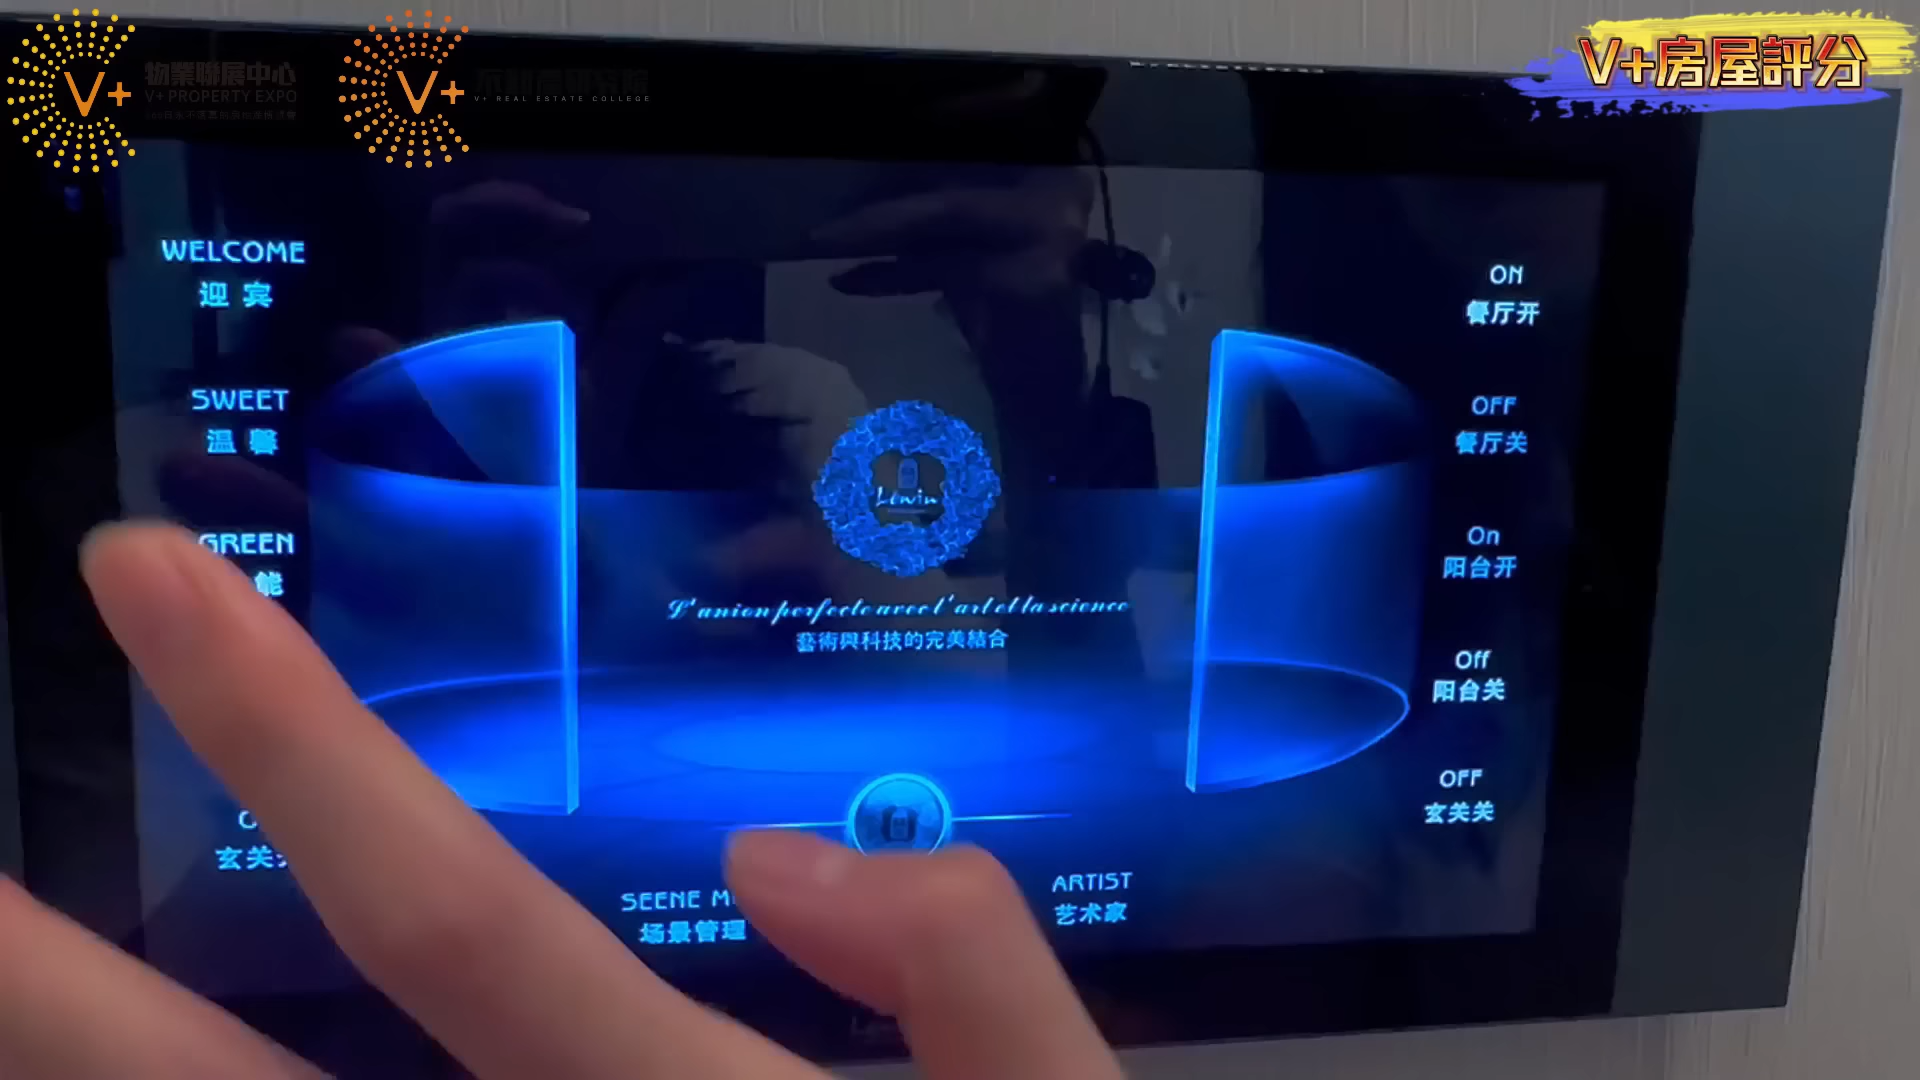 V+
物業聯展中心
V+ PROPERTY EXPO
V+
V+ REAL ESTATE COLLEGE
V+房屋評分
WELCOME
迎宾
SWEET
温馨
GREEN
能
玄关
ON
餐厅开
OFF
餐厅关
On
阳台开
Off
阳台关
OFF
玄关关
Lewin
L'union perfecte avec l'art et la science
藝術與科技的完美結合
SEENE M
场景管理
ARTIST
艺术家